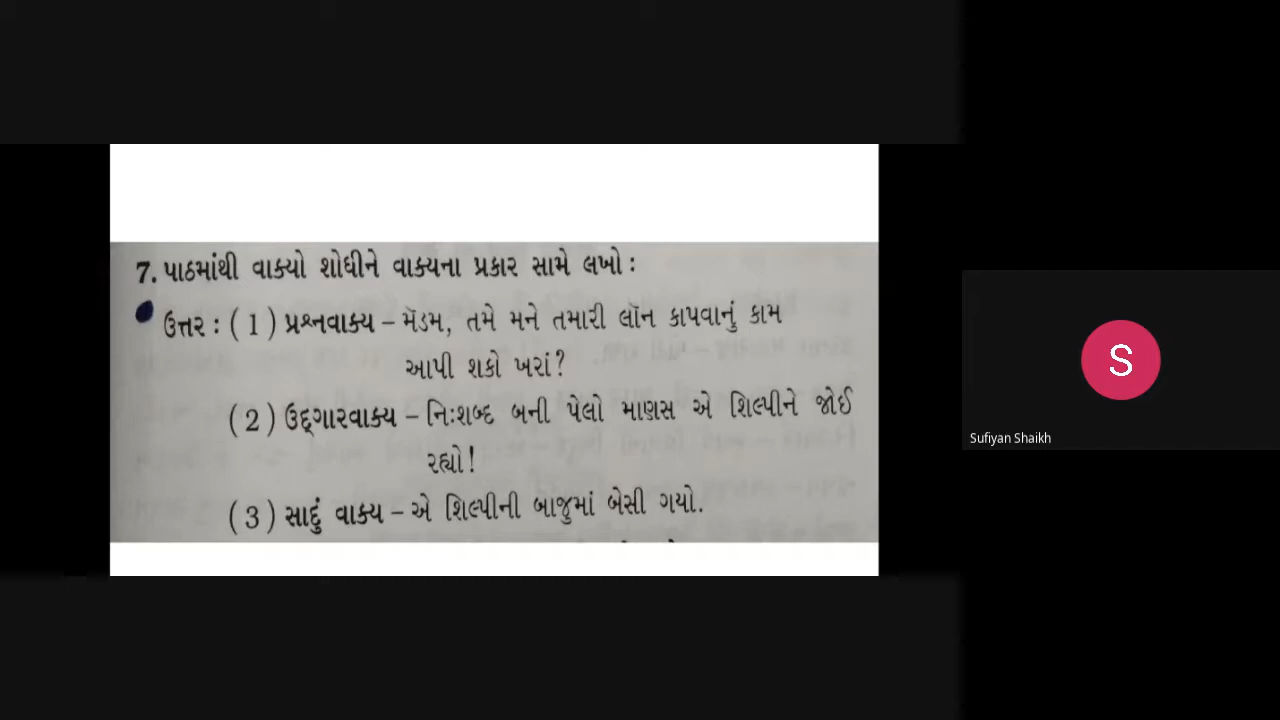 7. પાઠમાંથી વાક્યો શોધીને વાક્યના પ્રકાર સામે લખો :
ઉત્તર : ( 1 ) પ્રશ્નવાક્ય – મૅડમ, તમે મને તમારી લૉન કાપવાનું કામ
આપી શકો ખરાં?
( 2 ) ઉદ્ગારવાક્ય – નિઃશબ્દ બની પેલો માણસ એ શિલ્પીને જોઈ
રહ્યો!
( 3 ) સાદું વાક્ય – એ શિલ્પીની બાજુમાં બેસી ગયો.
S
Sufiyan Shaikh